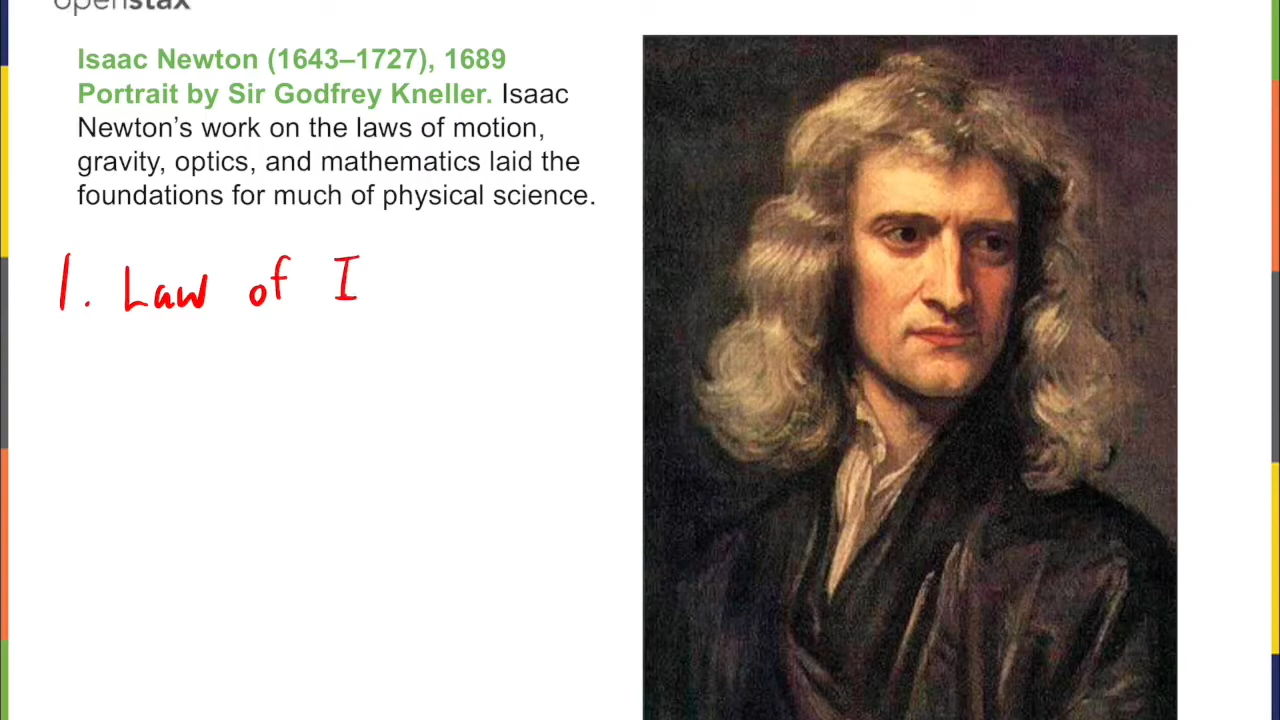 openstax
Isaac Newton (1643–1727), 1689
Portrait by Sir Godfrey Kneller. Isaac
Newton’s work on the laws of motion,
gravity, optics, and mathematics laid the
foundations for much of physical science.
1. Law of I